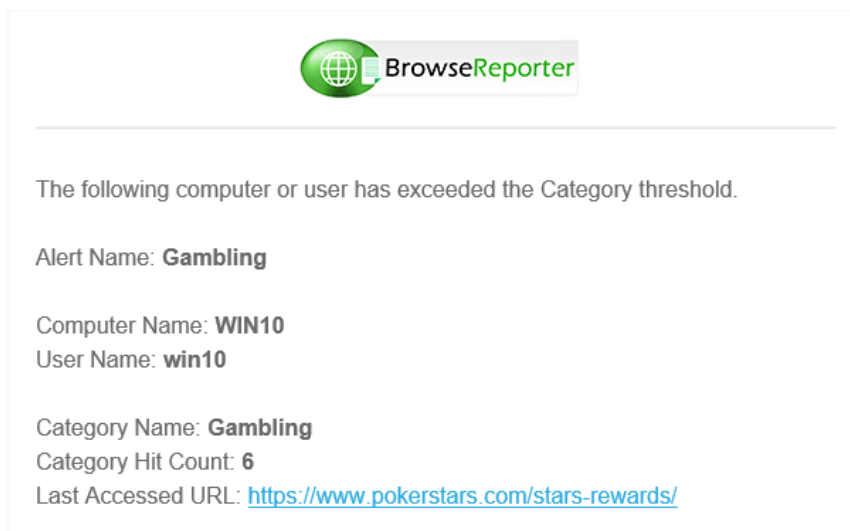 BrowseReporter
The following computer or user has exceeded the Category threshold.
Alert Name: Gambling
Computer Name: WIN10
User Name: win10
Category Name: Gambling
Category Hit Count: 6
Last Accessed URL: https://www.pokerstars.com/stars-rewards/